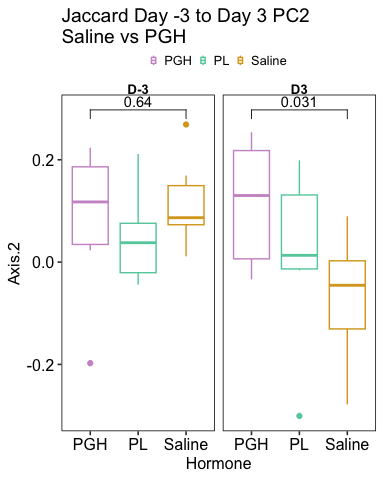 Jaccard Day -3 to Day 3 PC2
Saline vs PGH
PGH PL Saline
D-3 D3
0.64 0.031
0.2
0.0
-0.2
Axis.2
PGH PL Saline PGH PL Saline
Hormone